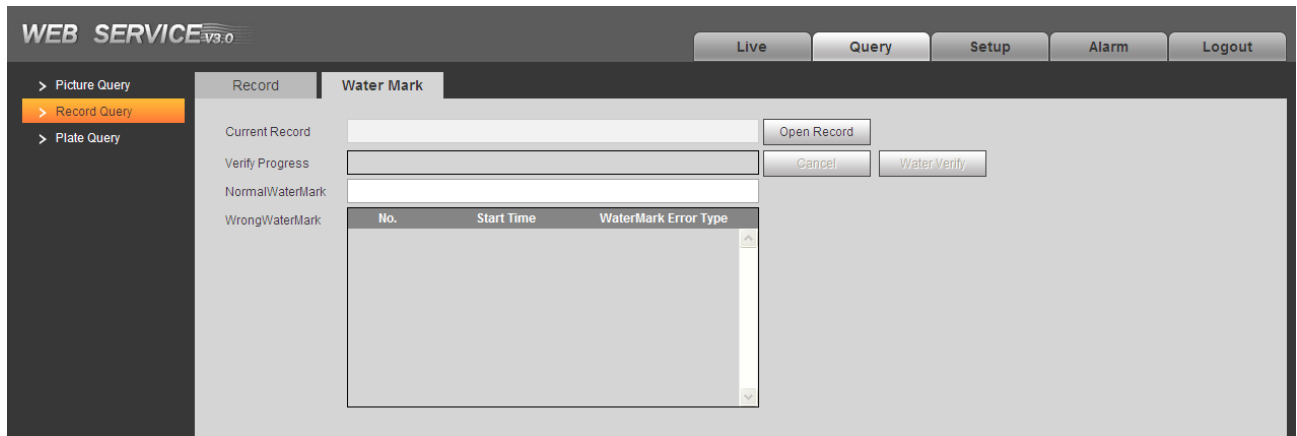 WEB SERVICE V3.0
Live Query Setup Alarm Logout
> Picture Query
> Record Query
> Plate Query
Record Water Mark
Current Record Open Record
Verify Progress Cancel Water Verify
NormalWaterMark
WrongWaterMark No. Start Time WaterMark Error Type